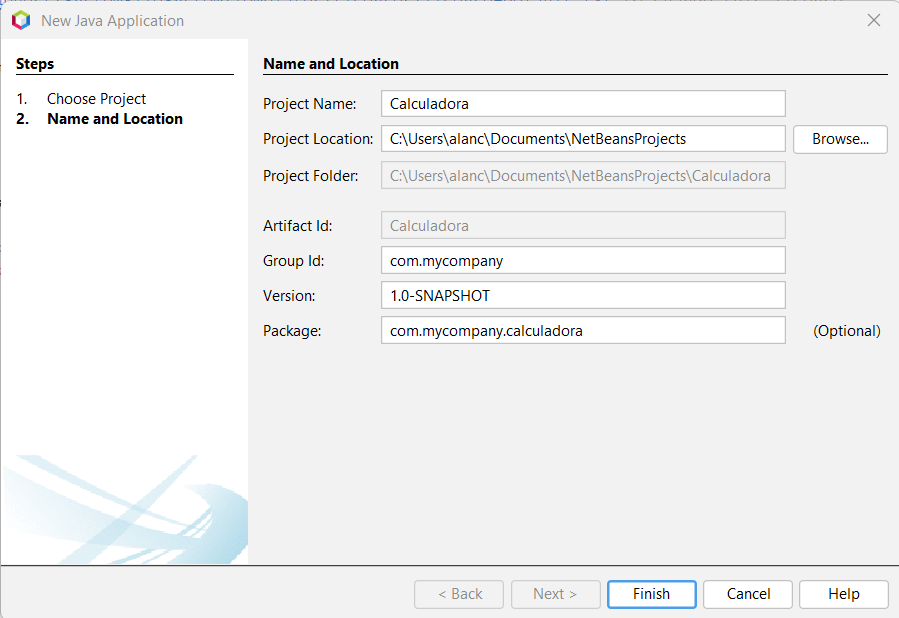 New Java Application
Steps
1. Choose Project
2. Name and Location
Name and Location
Project Name: Calculadora
Project Location: C:\Users\alanc\Documents\NetBeansProjects Browse...
Project Folder: C:\Users\alanc\Documents\NetBeansProjects\Calculadora
Artifact Id: Calculadora
Group Id: com.mycompany
Version: 1.0-SNAPSHOT
Package: com.mycompany.calculadora (Optional)
< Back Next > Finish Cancel Help